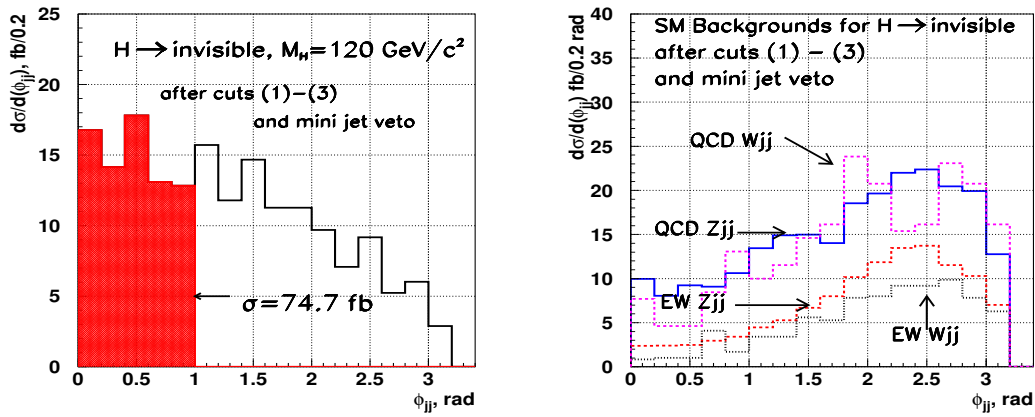 dσ/d(ϕjj), fb/0.2
20
15
10
5
0
H → invisible, MH=120 GeV/c²
after cuts (1)−(3)
and mini jet veto
σ=74.7 fb
0 0.5 1 1.5 2 2.5 3
ϕjj, rad
dσ/d(ϕjj) fb/0.2 rad
40
35
30
25
20
15
10
5
0
SM Backgrounds for H → invisible
after cuts (1) − (3)
and mini jet veto
QCD Wjj
QCD Zjj
EW Zjj
EW Wjj
0 0.5 1 1.5 2 2.5 3
ϕjj, rad